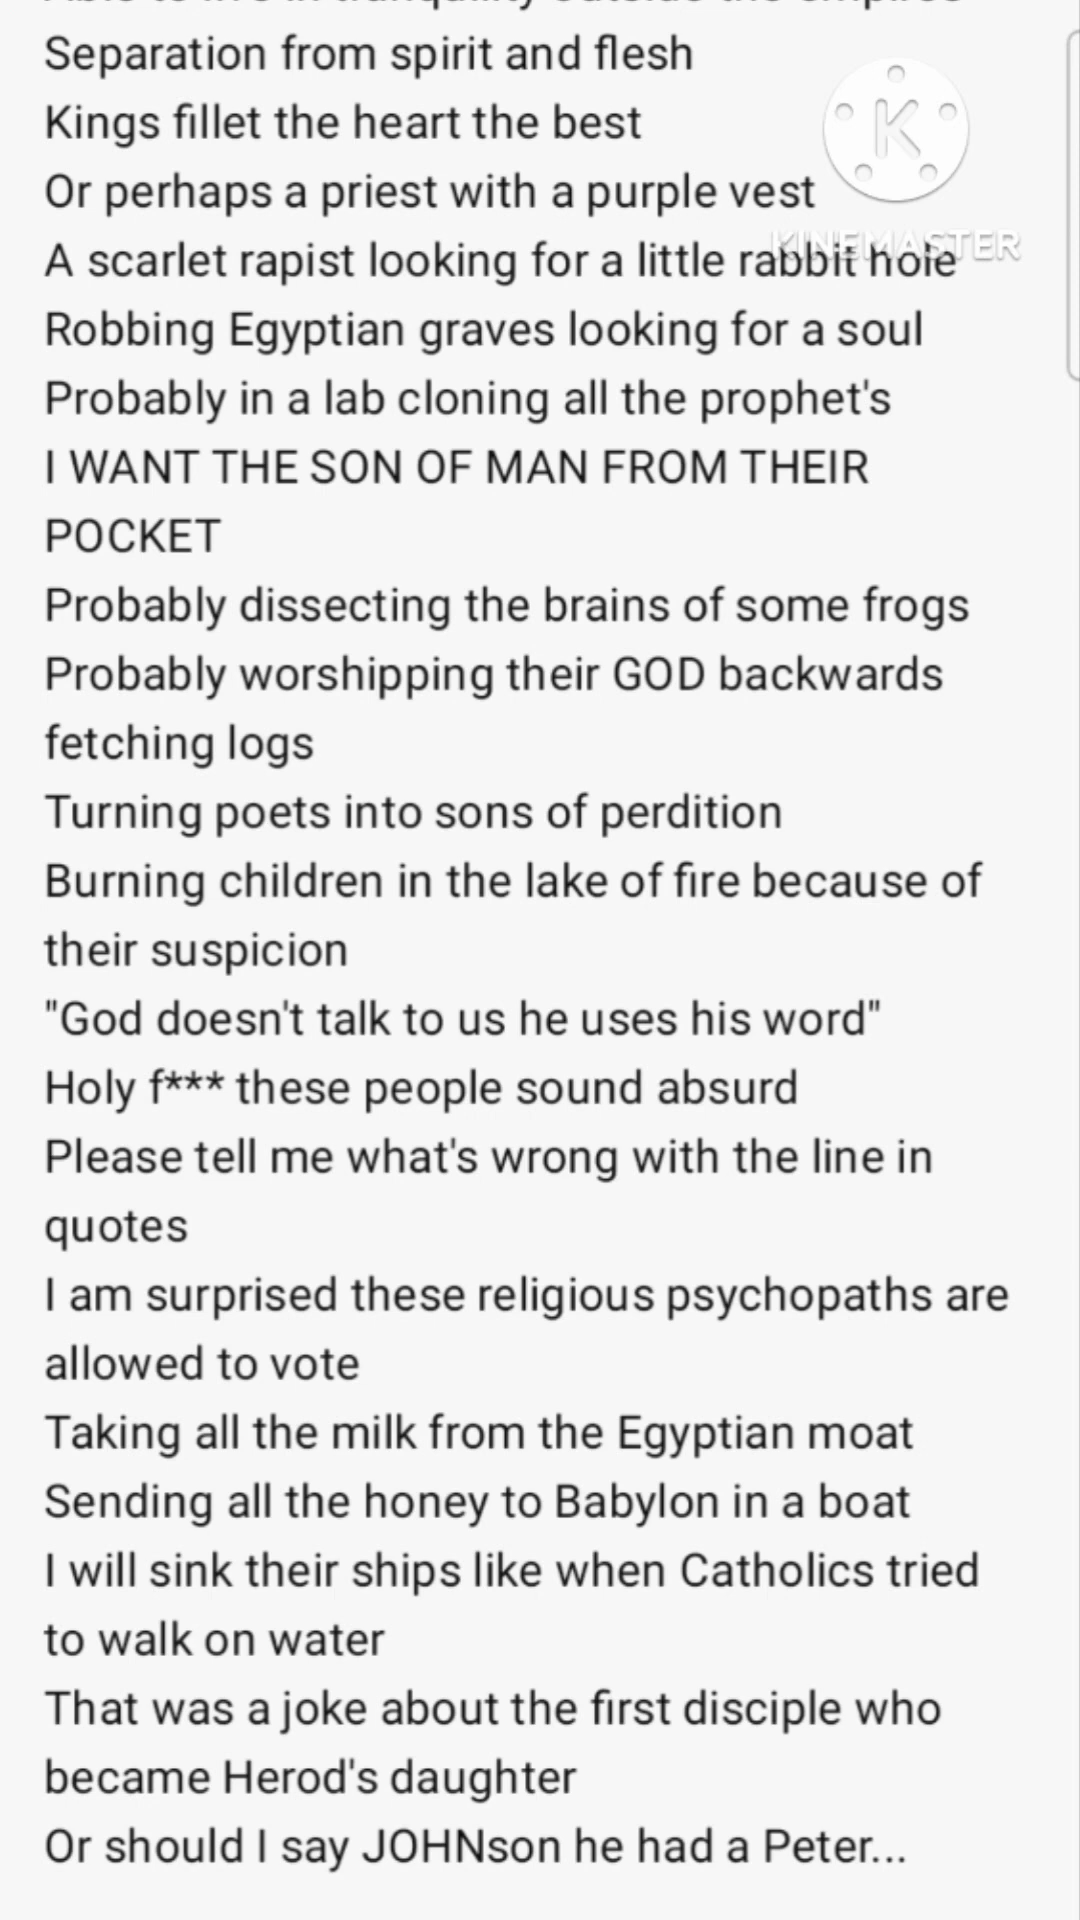 Able to live in tranquility outside the empires
Separation from spirit and flesh
Kings fillet the heart the best
Or perhaps a priest with a purple vest
A scarlet rapist looking for a little rabbit hole
Robbing Egyptian graves looking for a soul
Probably in a lab cloning all the prophet's
I WANT THE SON OF MAN FROM THEIR
POCKET
Probably dissecting the brains of some frogs
Probably worshipping their GOD backwards
fetching logs
Turning poets into sons of perdition
Burning children in the lake of fire because of
their suspicion
"God doesn't talk to us he uses his word"
Holy f*** these people sound absurd
Please tell me what's wrong with the line in
quotes
I am surprised these religious psychopaths are
allowed to vote
Taking all the milk from the Egyptian moat
Sending all the honey to Babylon in a boat
I will sink their ships like when Catholics tried
to walk on water
That was a joke about the first disciple who
became Herod's daughter
Or should I say JOHNson he had a Peter...
K
KINEMASTER